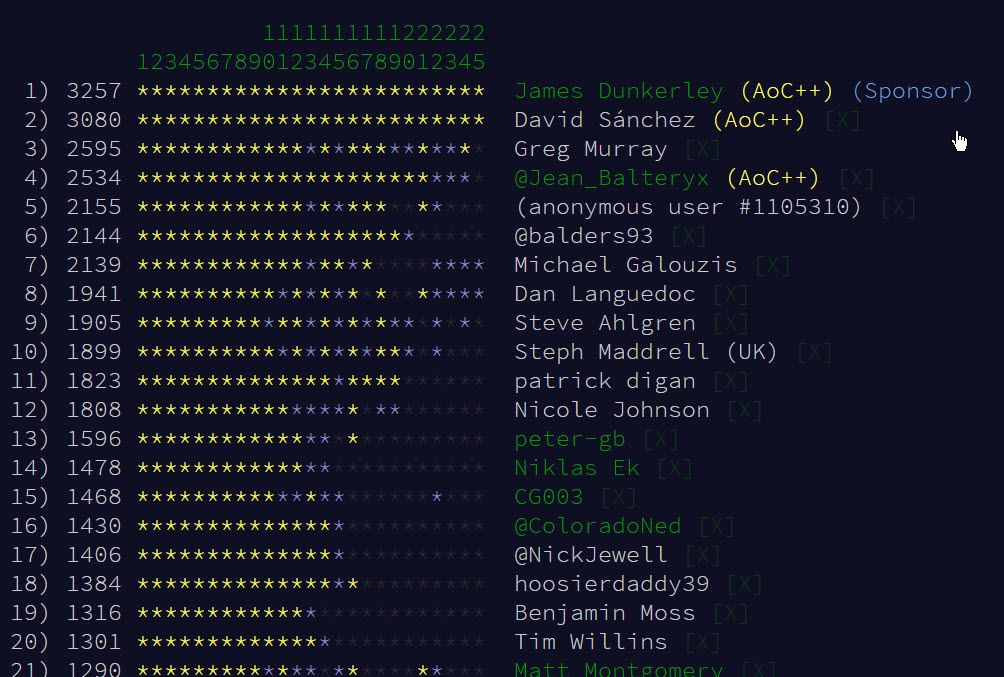 1111111111222222
1234567890123456789012345
1) 3257 ************************* James Dunkerley (AoC++) (Sponsor)
2) 3080 ************************* David Sánchez (AoC++) [X]
3) 2595 ************************* Greg Murray [X]
4) 2534 ************************* @Jean_Balteryx (AoC++) [X]
5) 2155 ************************* (anonymous user #1105310) [X]
6) 2144 ************************* @balders93 [X]
7) 2139 ************************* Michael Galouzis [X]
8) 1941 ************************* Dan Languedoc [X]
9) 1905 ************************* Steve Ahlgren [X]
10) 1899 ************************* Steph Maddrell (UK) [X]
11) 1823 ************************* patrick digan [X]
12) 1808 ************************* Nicole Johnson [X]
13) 1596 ************************* peter-gb [X]
14) 1478 ************************* Niklas Ek [X]
15) 1468 ************************* CG003 [X]
16) 1430 ************************* @ColoradoNed [X]
17) 1406 ************************* @NickJewell [X]
18) 1384 ************************* hoosierdaddy39 [X]
19) 1316 ************************* Benjamin Moss [X]
20) 1301 ************************* Tim Willins [X]
21) 1290 ************************* Matt Montgomery [X]